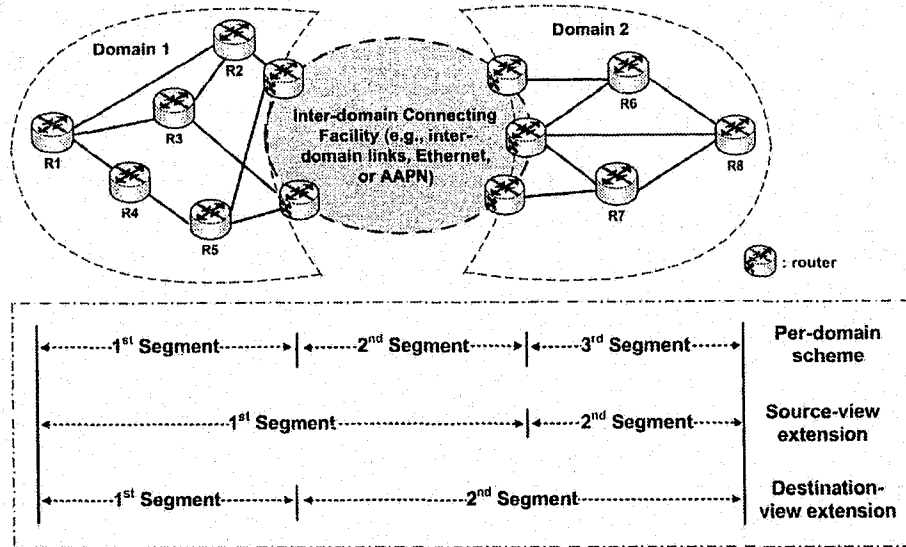 Domain 1
Domain 2
R2
R6
R3
R1
R8
R4
R5
R7
Inter-domain Connecting
Facility (e.g., inter-
domain links, Ethernet,
or AAPN)
: router
1st Segment
2nd Segment
3rd Segment
Per-domain
scheme
1st Segment
2nd Segment
Source-view
extension
1st Segment
2nd Segment
Destination-
view extension